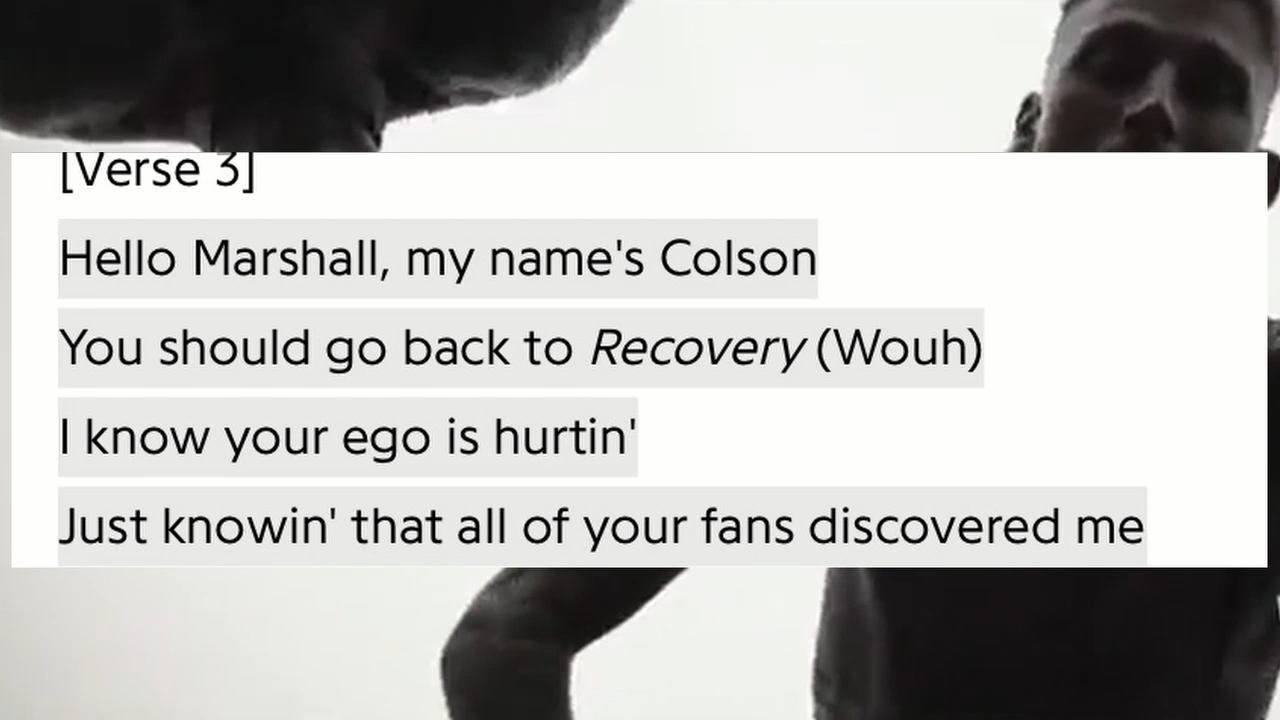 [Verse 3]
Hello Marshall, my name's Colson
You should go back to Recovery (Wouh)
I know your ego is hurtin'
Just knowin' that all of your fans discovered me